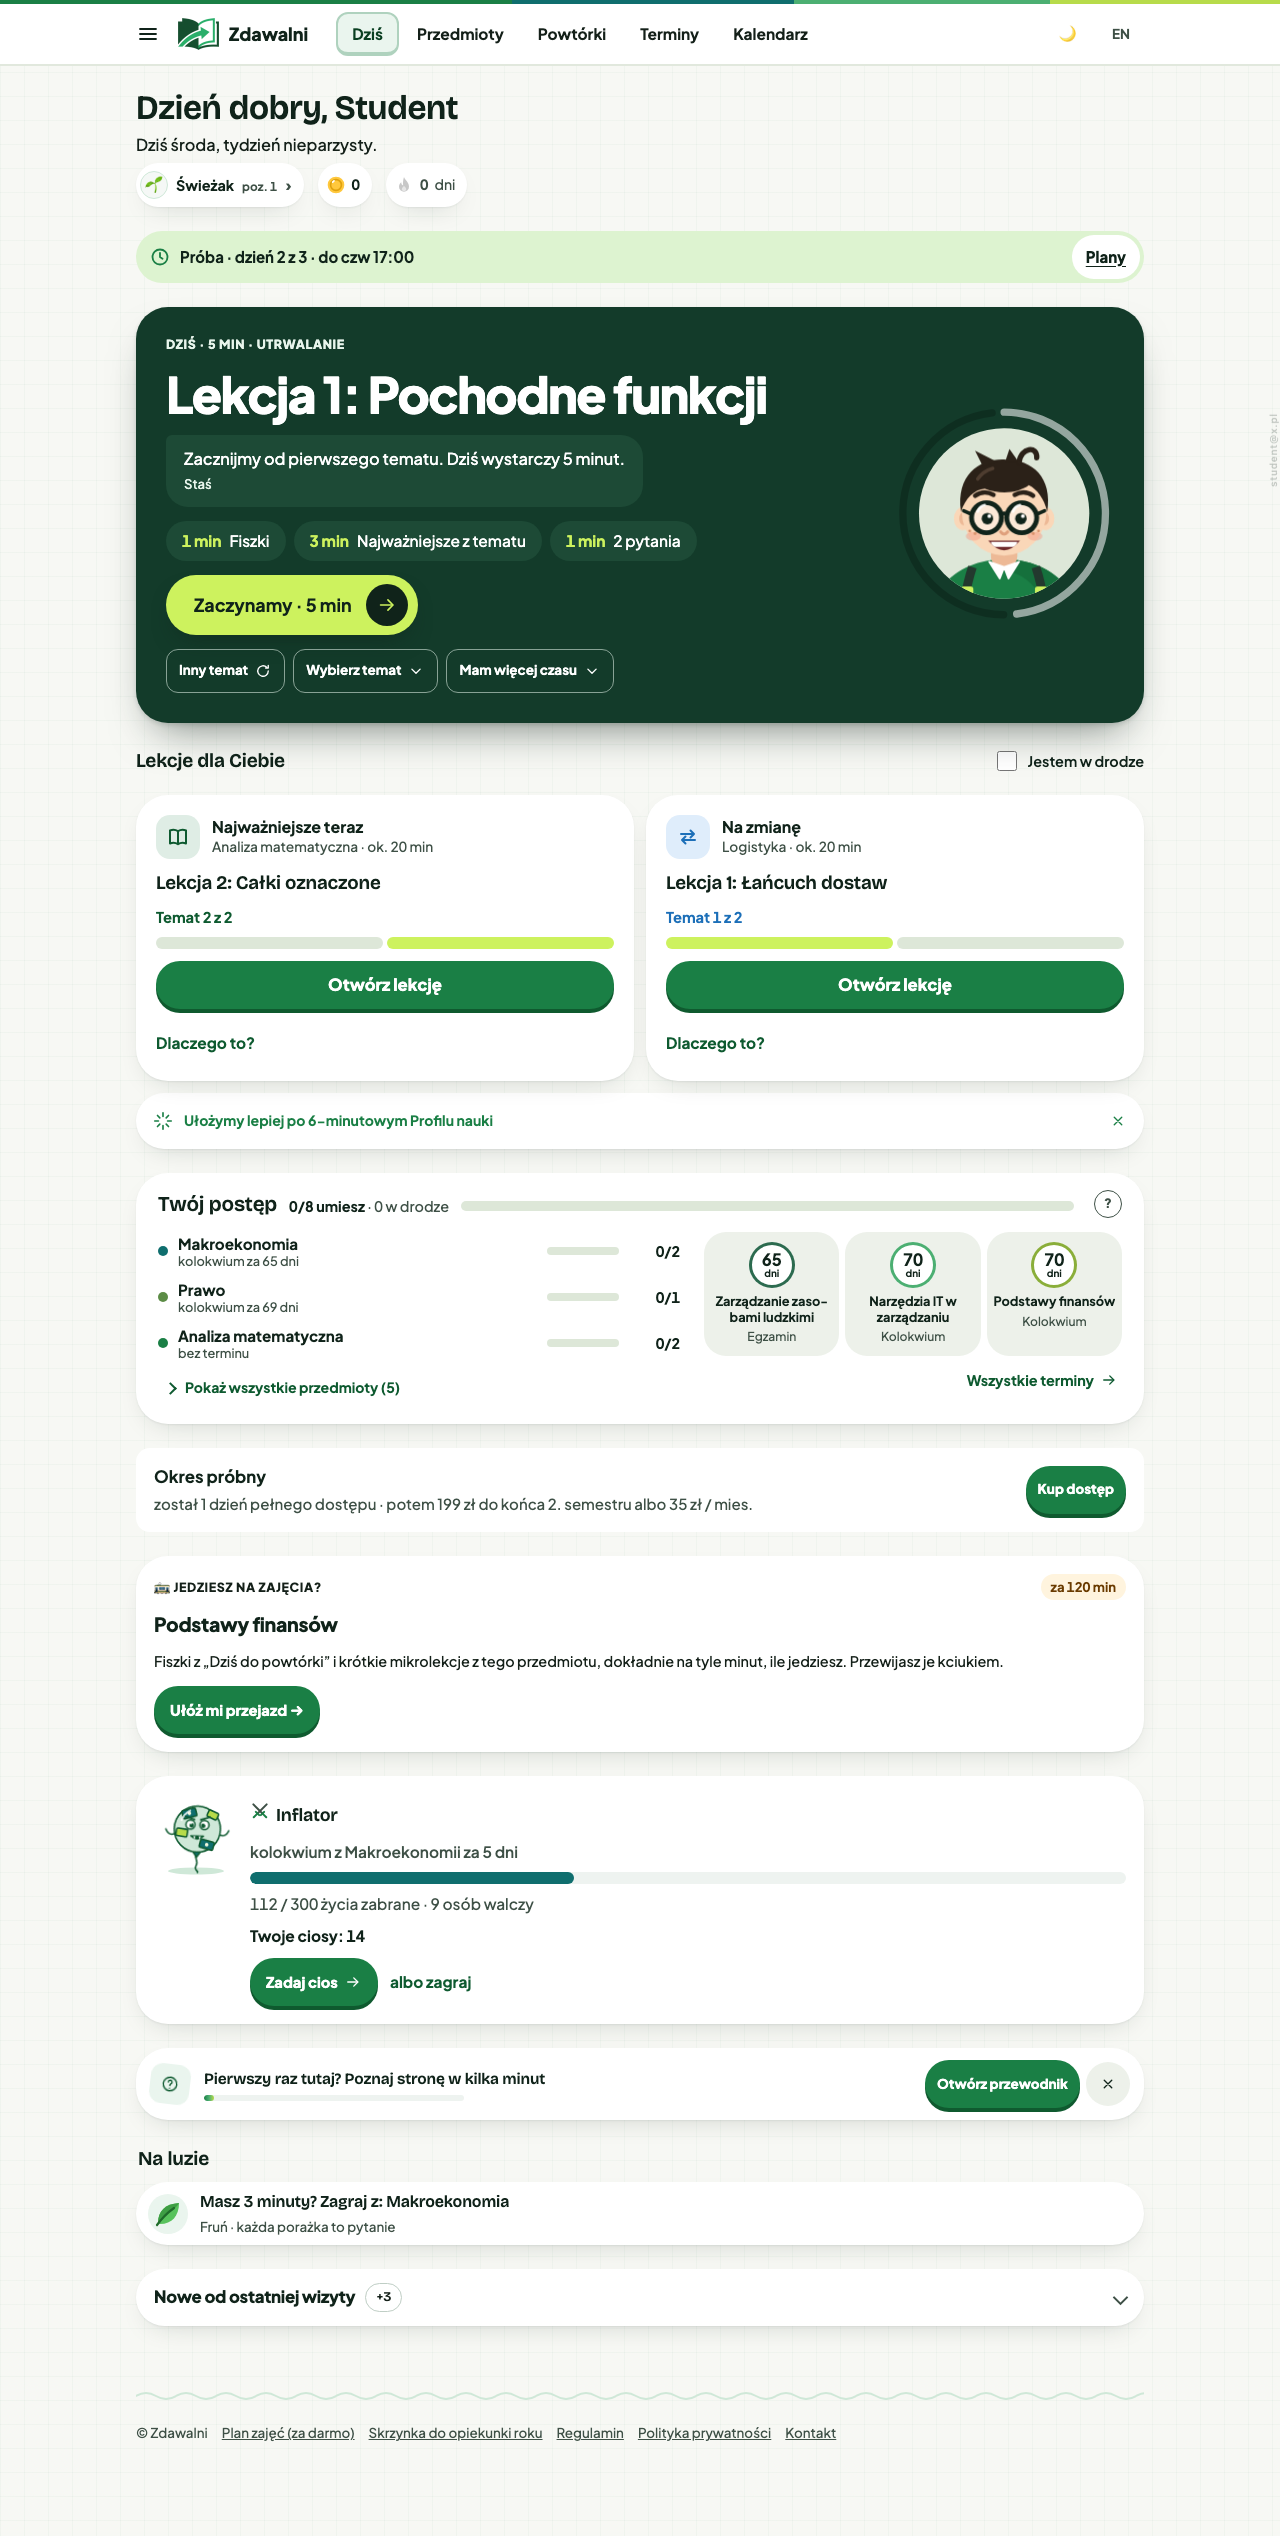 Zdawalni
Dziś
Przedmioty
Powtórki
Terminy
Kalendarz
EN
Dzień dobry, Student
Dziś środa, tydzień nieparzysty.
Świeżak poz. 1 ›
0
0 dni
Próba · dzień 2 z 3 · do czw 17:00
Plany
DZIŚ · 5 MIN · UTRWALANIE
Lekcja 1: Pochodne funkcji
Zacznijmy od pierwszego tematu. Dziś wystarczy 5 minut.
Staś
1 min Fiszki
3 min Najważniejsze z tematu
1 min 2 pytania
Zaczynamy · 5 min
Inny temat
Wybierz temat
Mam więcej czasu
student@x.pl
Lekcje dla Ciebie
Jestem w drodze
Najważniejsze teraz
Analiza matematyczna · ok. 20 min
Lekcja 2: Całki oznaczone
Temat 2 z 2
Otwórz lekcję
Dlaczego to?
Na zmianę
Logistyka · ok. 20 min
Lekcja 1: Łańcuch dostaw
Temat 1 z 2
Otwórz lekcję
Dlaczego to?
Ułożymy lepiej po 6-minutowym Profilu nauki
Twój postęp
0/8 umiesz · 0 w drodze
?
Makroekonomia
kolokwium za 65 dni
0/2
Prawo
kolokwium za 69 dni
0/1
Analiza matematyczna
bez terminu
0/2
Pokaż wszystkie przedmioty (5)
65
dni
Zarządzanie zaso-
bami ludzkimi
Egzamin
70
dni
Narzędzia IT w
zarządzaniu
Kolokwium
70
dni
Podstawy finansów
Kolokwium
Wszystkie terminy →
Okres próbny
został 1 dzień pełnego dostępu · potem 199 zł do końca 2. semestru albo 35 zł / mies.
Kup dostęp
JEDZIESZ NA ZAJĘCIA?
za 120 min
Podstawy finansów
Fiszki z „Dziś do powtórki” i krótkie mikrolekcje z tego przedmiotu, dokładnie na tyle minut, ile jedziesz. Przewijasz je kciukiem.
Ułóż mi przejazd →
Inflator
kolokwium z Makroekonomii za 5 dni
112 / 300 życia zabrane · 9 osób walczy
Twoje ciosy: 14
Zadaj cios →
albo zagraj
Pierwszy raz tutaj? Poznaj stronę w kilka minut
Otwórz przewodnik
Na luzie
Masz 3 minuty? Zagraj z: Makroekonomia
Fruń · każda porażka to pytanie
Nowe od ostatniej wizyty
+3
© Zdawalni
Plan zajęć (za darmo)
Skrzynka do opiekunki roku
Regulamin
Polityka prywatności
Kontakt